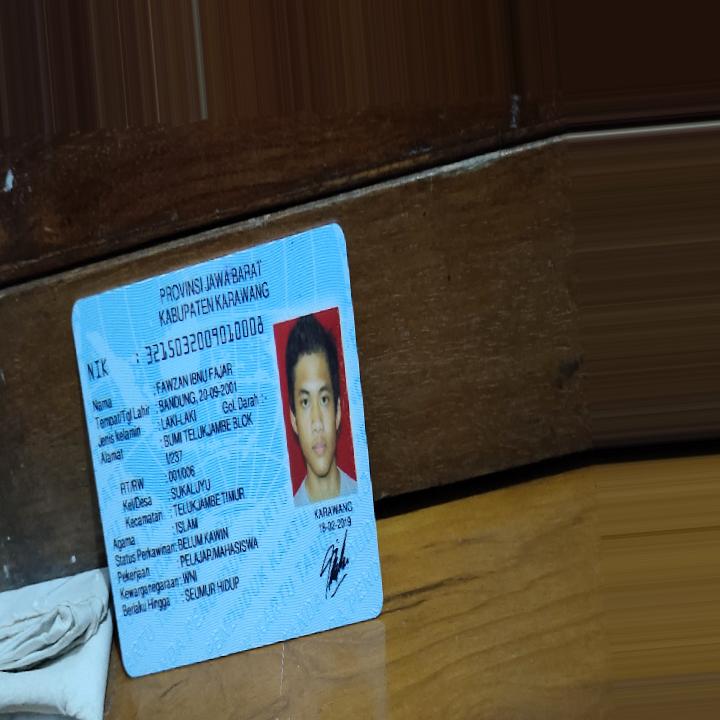 PROVINSI JAWA BARAT
KABUPATEN KARAWANG
NIK : 3215032009010008
Nama : FAWZAN IBNU FAJAR
Tempat/Tgl Lahir : BANDUNG, 20-09-2001
Jenis kelamin : LAKI-LAKI Gol. Darah :-
Alamat : BUMI TELUKJAMBE BLOK
I/237
RT/RW : 001/006
Kel/Desa : SUKALUYU
Kecamatan : TELUKJAMBE TIMUR
Agama : ISLAM
Status Perkawinan: BELUM KAWIN
Pekerjaan : PELAJAR/MAHASISWA
Kewarganegaraan: WNI
Berlaku Hingga : SEUMUR HIDUP
KARAWANG
18-02-2019